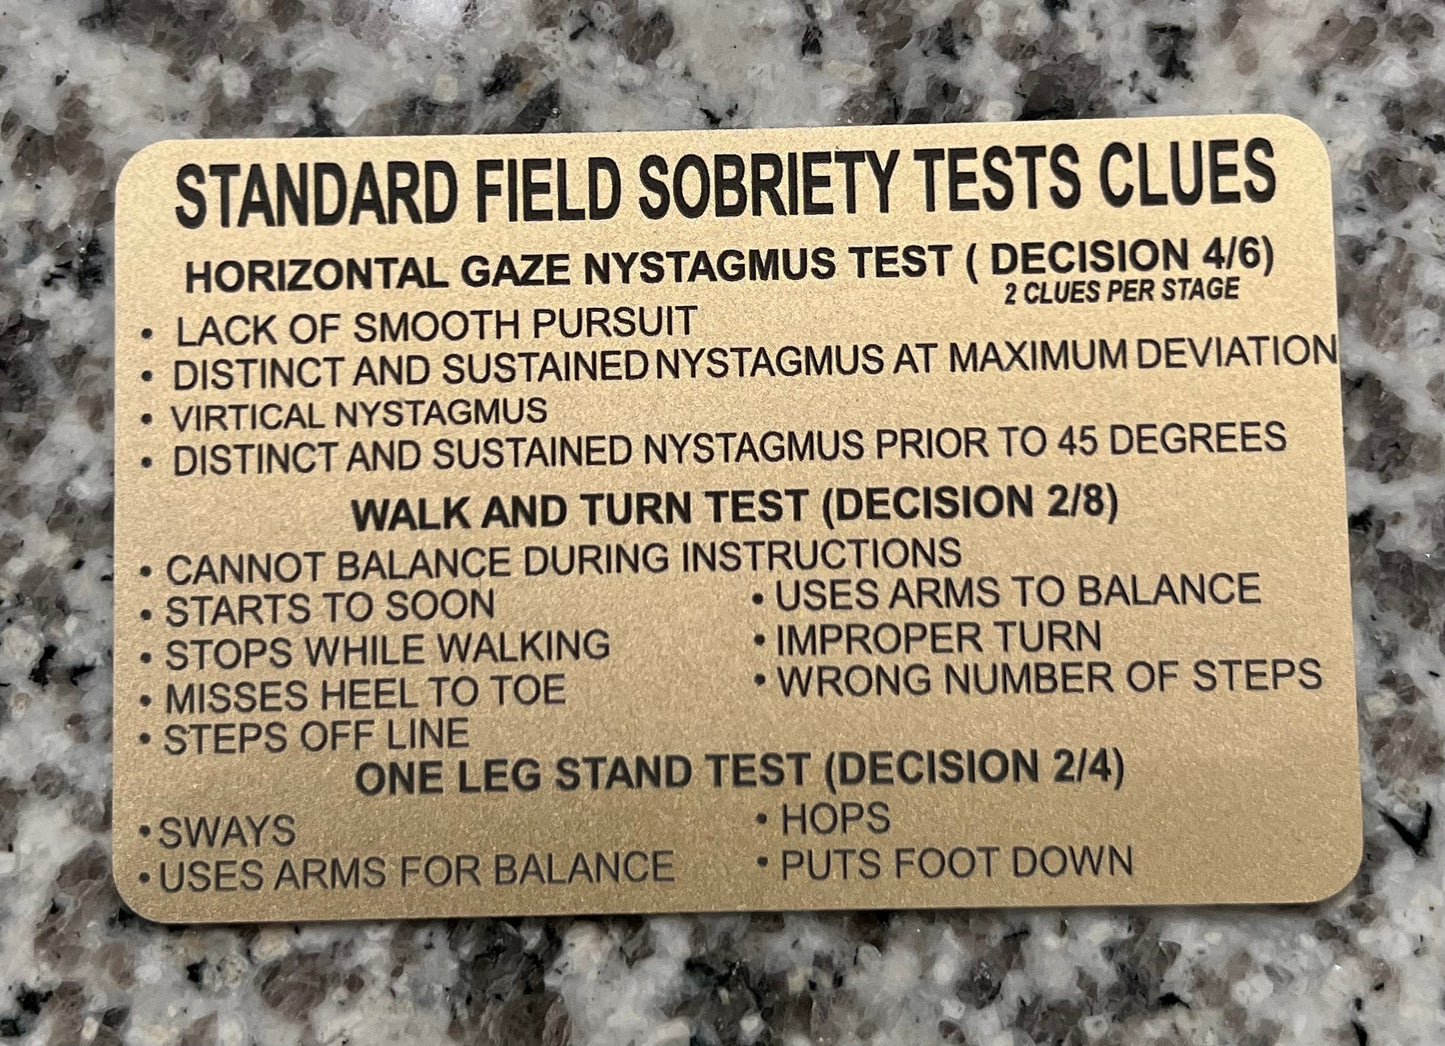 STANDARD FIELD SOBRIETY TESTS CLUES
HORIZONTAL GAZE NYSTAGMUS TEST ( DECISION 4/6)
2 CLUES PER STAGE
• LACK OF SMOOTH PURSUIT
• DISTINCT AND SUSTAINED NYSTAGMUS AT MAXIMUM DEVIATION
• VIRTICAL NYSTAGMUS
• DISTINCT AND SUSTAINED NYSTAGMUS PRIOR TO 45 DEGREES
WALK AND TURN TEST (DECISION 2/8)
• CANNOT BALANCE DURING INSTRUCTIONS
• STARTS TO SOON
• STOPS WHILE WALKING
• MISSES HEEL TO TOE
• STEPS OFF LINE
• USES ARMS TO BALANCE
• IMPROPER TURN
• WRONG NUMBER OF STEPS
ONE LEG STAND TEST (DECISION 2/4)
• SWAYS
• USES ARMS FOR BALANCE
• HOPS
• PUTS FOOT DOWN